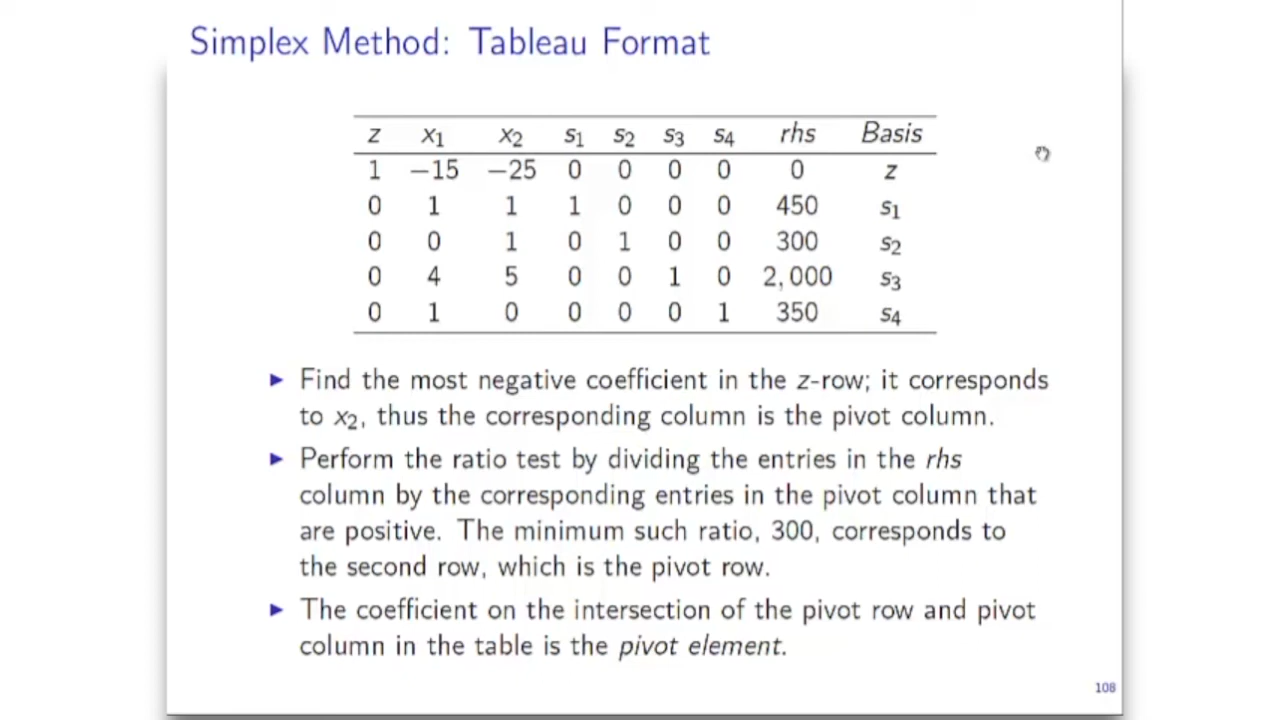 Simplex Method: Tableau Format
z x₁ x₂ s₁ s₂ s₃ s₄ rhs Basis
1 −15 −25 0 0 0 0 0 z
0 1 1 1 0 0 0 450 s₁
0 0 1 0 1 0 0 300 s₂
0 4 5 0 0 1 0 2,000 s₃
0 1 0 0 0 0 1 350 s₄
▶ Find the most negative coefficient in the z-row; it corresponds
to x₂, thus the corresponding column is the pivot column.
▶ Perform the ratio test by dividing the entries in the rhs
column by the corresponding entries in the pivot column that
are positive. The minimum such ratio, 300, corresponds to
the second row, which is the pivot row.
▶ The coefficient on the intersection of the pivot row and pivot
column in the table is the pivot element.
108